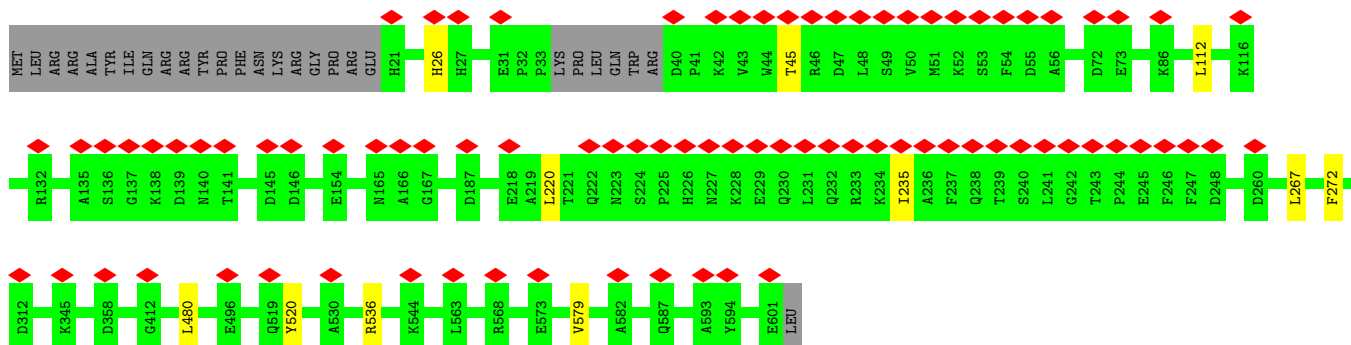 MET LEU ARG ARG ALA TYR ILE GLN ARG ARG TYR PRO PHE ASN LYS ARG GLY PRO ARG GLU H21 H26 H27 E31 P32 P33 LYS PRO LEU GLN TRP ARG D40 P41 K42 V43 W44 T45 R46 D47 L48 S49 V50 M51 K52 S53 F54 D55 A56 D72 E73 K86 L112 K116
R132 A135 S136 G137 K138 D139 N140 T141 D145 D146 E154 N165 A166 G167 D187 E218 A219 L220 T221 Q222 N223 S224 P225 H226 N227 K228 E229 Q230 L231 Q232 R233 K234 I235 A236 F237 Q238 T239 S240 L241 G242 T243 P244 E245 F246 F247 D248 D260 L267 F272
D312 K345 D358 G412 L480 E496 Q519 Y520 A530 R536 K544 L563 R568 E573 V579 A582 Q587 A593 Y594 E601 LEU